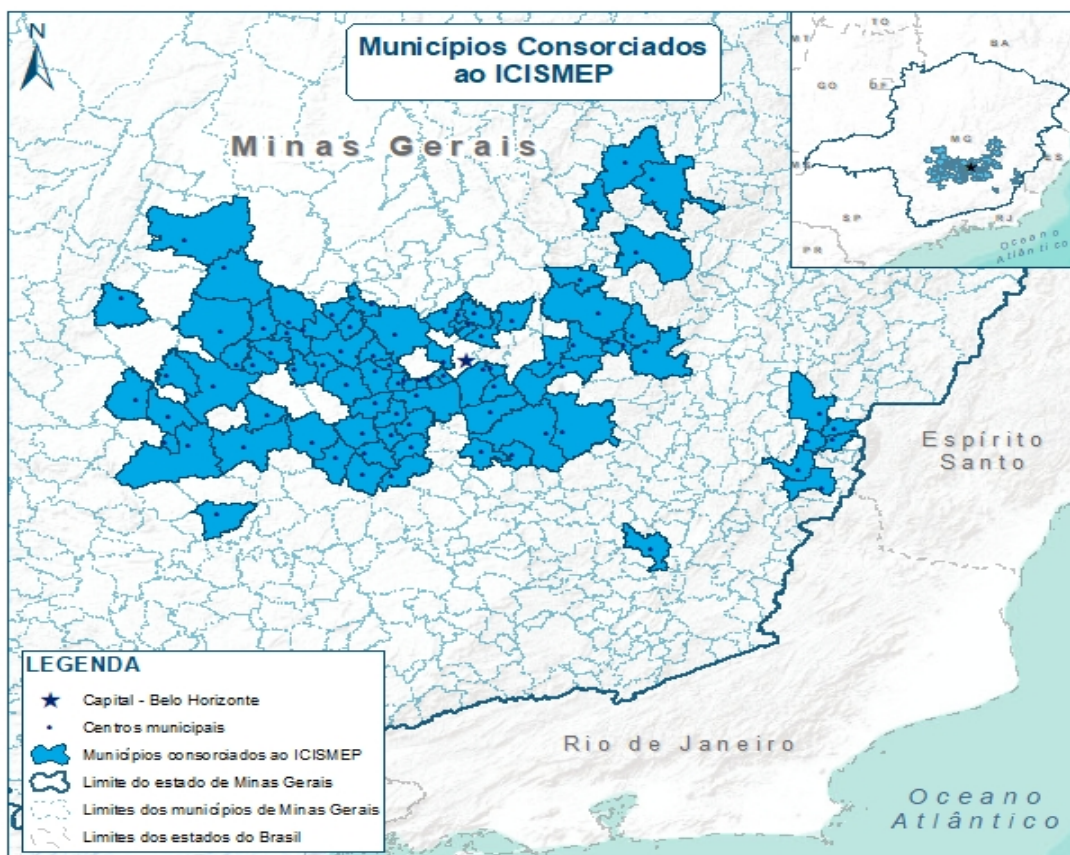 Municípios Consorciados
ao ICISMEP
N
Minas Gerais
Espírito
Santo
Rio de Janeiro
Oceano
Atlântico
MT
TO
BA
GO
DF
MG
ES
SP
RJ
PR
Oceano
Atlântico
LEGENDA
Capital - Belo Horizonte
Centros municipais
Municípios consorciados ao ICISMEP
Limite do estado de Minas Gerais
Limites dos municípios de Minas Gerais
Limites dos estados do Brasil